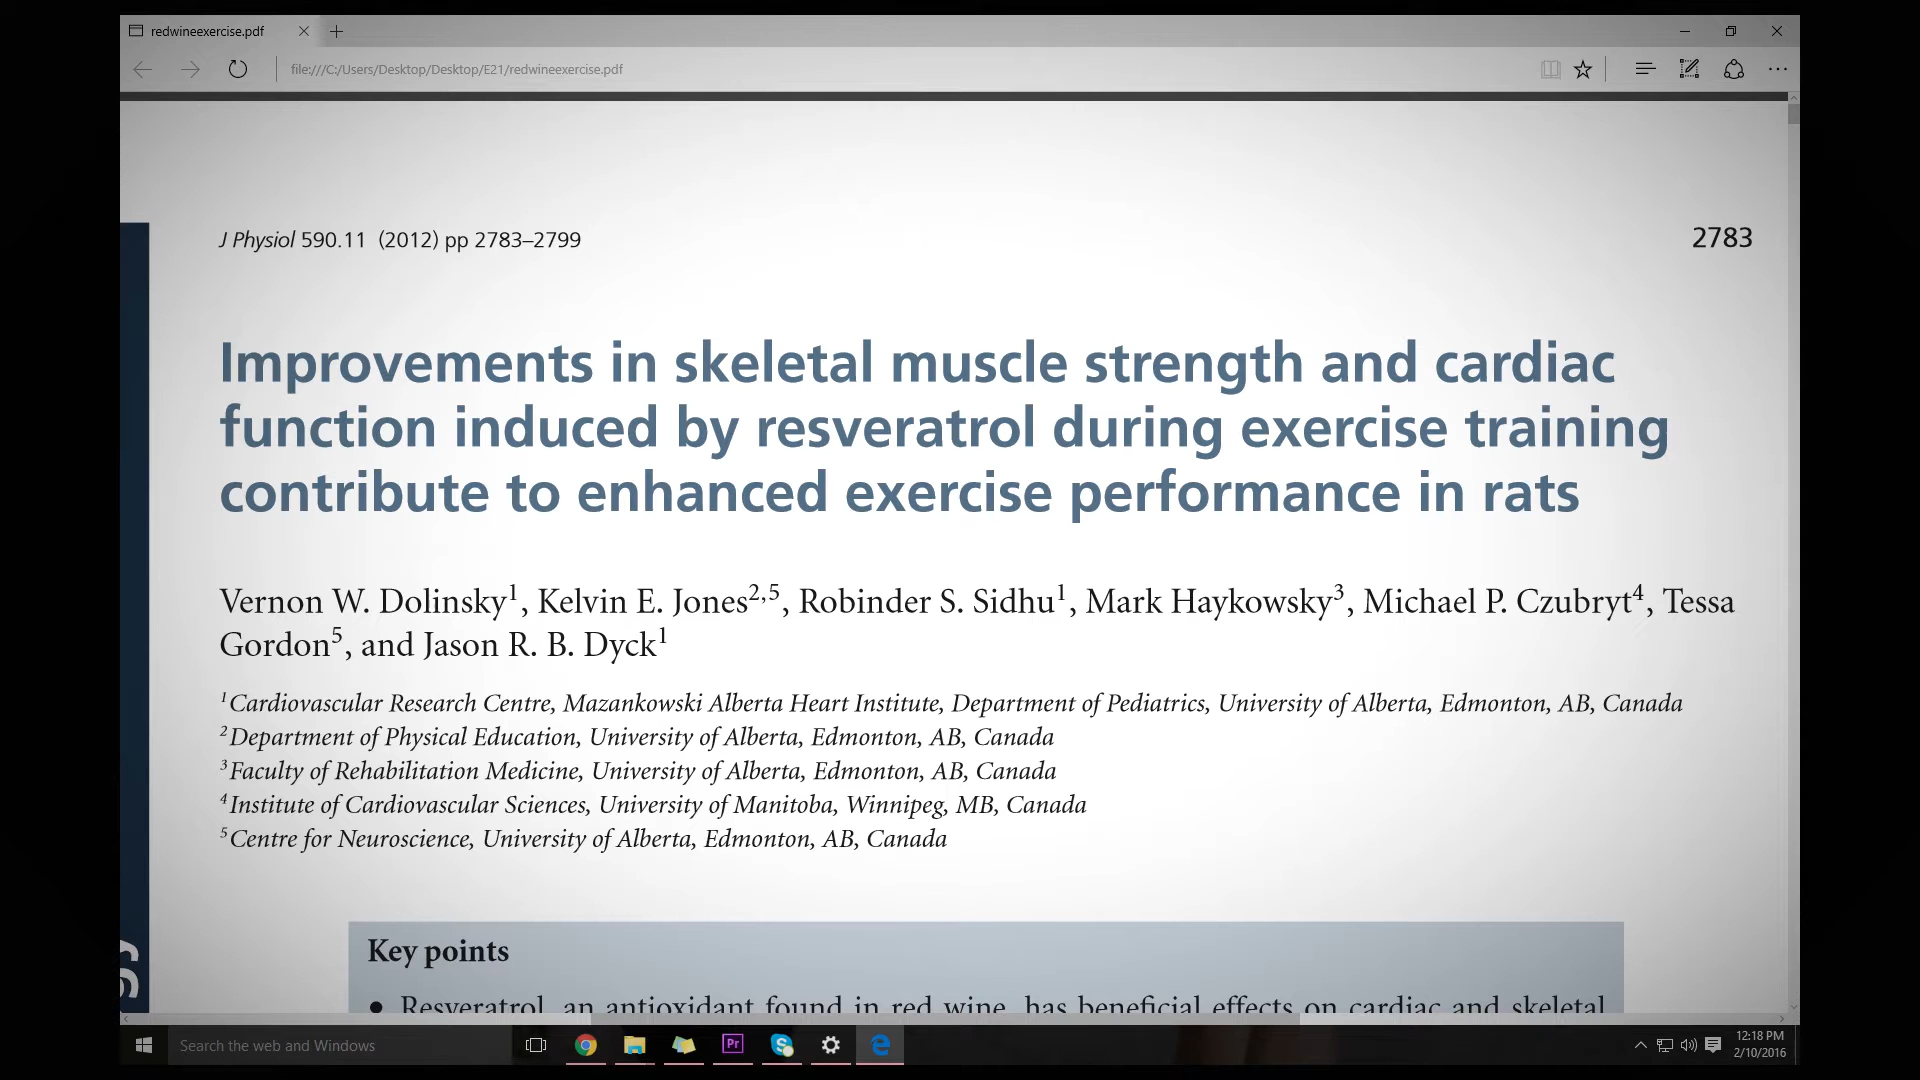 redwineexercise.pdf
file:///C:/Users/Desktop/Desktop/E21/redwineexercise.pdf
J Physiol 590.11 (2012) pp 2783–2799
2783
Improvements in skeletal muscle strength and cardiac
function induced by resveratrol during exercise training
contribute to enhanced exercise performance in rats
Vernon W. Dolinsky1, Kelvin E. Jones2,5, Robinder S. Sidhu1, Mark Haykowsky3, Michael P. Czubryt4, Tessa
Gordon5, and Jason R. B. Dyck1
1Cardiovascular Research Centre, Mazankowski Alberta Heart Institute, Department of Pediatrics, University of Alberta, Edmonton, AB, Canada
2Department of Physical Education, University of Alberta, Edmonton, AB, Canada
3Faculty of Rehabilitation Medicine, University of Alberta, Edmonton, AB, Canada
4Institute of Cardiovascular Sciences, University of Manitoba, Winnipeg, MB, Canada
5Centre for Neuroscience, University of Alberta, Edmonton, AB, Canada
Key points
• Resveratrol, an antioxidant found in red wine, has beneficial effects on cardiac and skeletal
Search the web and Windows
Pr
12:18 PM
2/10/2016